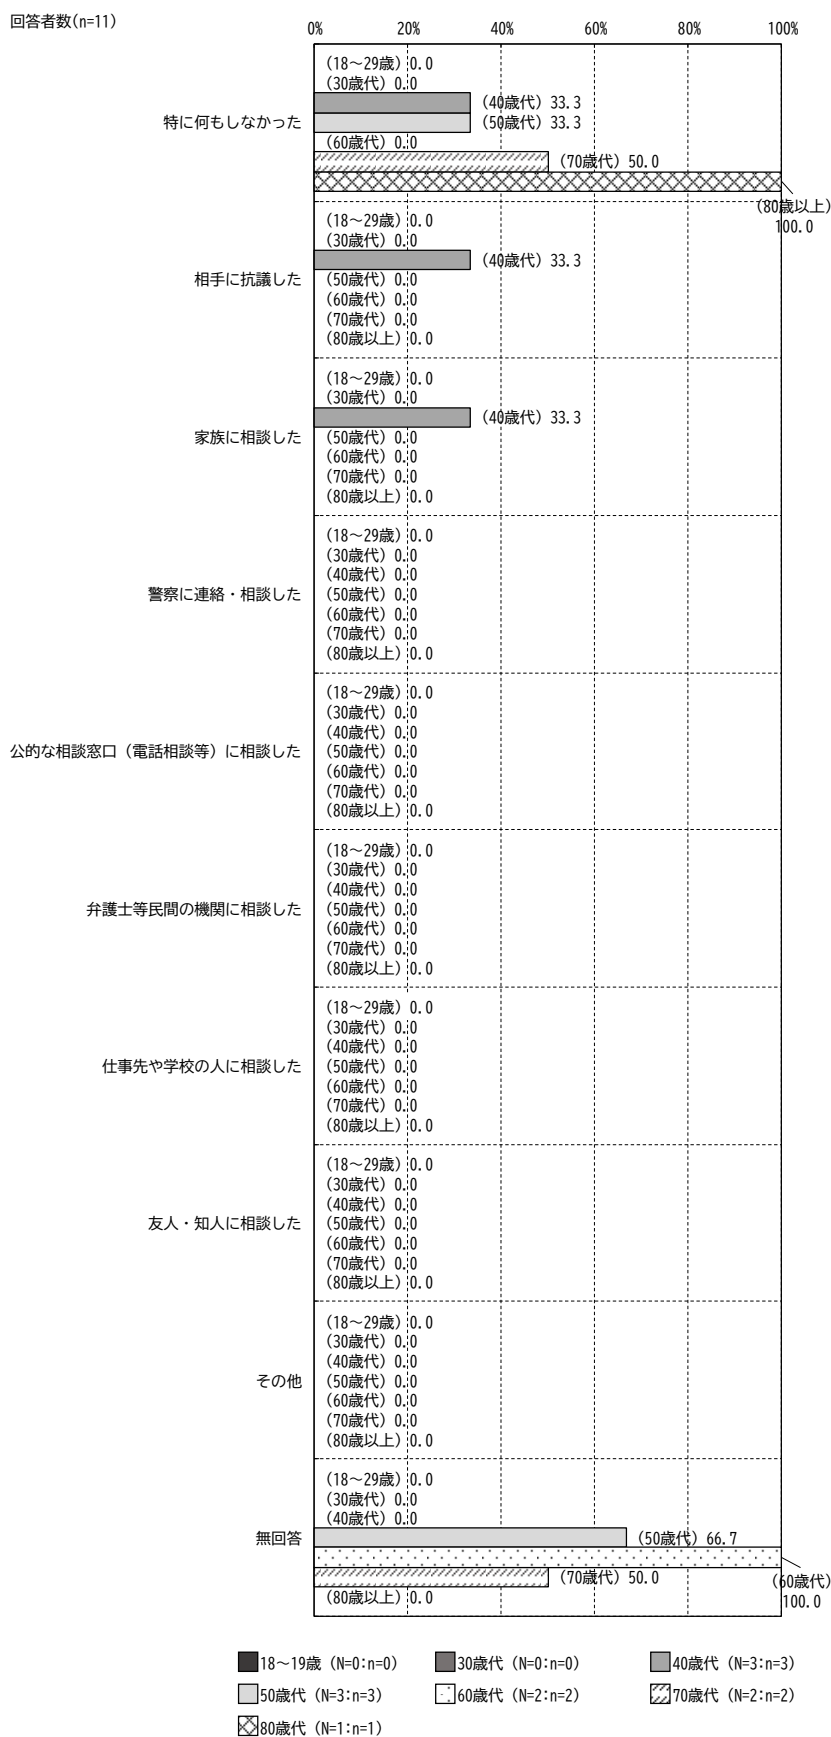 回答者数(n=11)
0% 20% 40% 60% 80% 100%
特に何もしなかった
(18～29歳) 0.0
(30歳代) 0.0
(40歳代) 33.3
(50歳代) 33.3
(60歳代) 0.0
(70歳代) 50.0
(80歳以上)
100.0
相手に抗議した
(18～29歳) 0.0
(30歳代) 0.0
(40歳代) 33.3
(50歳代) 0.0
(60歳代) 0.0
(70歳代) 0.0
(80歳以上) 0.0
家族に相談した
(18～29歳) 0.0
(30歳代) 0.0
(40歳代) 33.3
(50歳代) 0.0
(60歳代) 0.0
(70歳代) 0.0
(80歳以上) 0.0
警察に連絡・相談した
(18～29歳) 0.0
(30歳代) 0.0
(40歳代) 0.0
(50歳代) 0.0
(60歳代) 0.0
(70歳代) 0.0
(80歳以上) 0.0
公的な相談窓口（電話相談等）に相談した
(18～29歳) 0.0
(30歳代) 0.0
(40歳代) 0.0
(50歳代) 0.0
(60歳代) 0.0
(70歳代) 0.0
(80歳以上) 0.0
弁護士等民間の機関に相談した
(18～29歳) 0.0
(30歳代) 0.0
(40歳代) 0.0
(50歳代) 0.0
(60歳代) 0.0
(70歳代) 0.0
(80歳以上) 0.0
仕事先や学校の人に相談した
(18～29歳) 0.0
(30歳代) 0.0
(40歳代) 0.0
(50歳代) 0.0
(60歳代) 0.0
(70歳代) 0.0
(80歳以上) 0.0
友人・知人に相談した
(18～29歳) 0.0
(30歳代) 0.0
(40歳代) 0.0
(50歳代) 0.0
(60歳代) 0.0
(70歳代) 0.0
(80歳以上) 0.0
その他
(18～29歳) 0.0
(30歳代) 0.0
(40歳代) 0.0
(50歳代) 0.0
(60歳代) 0.0
(70歳代) 0.0
(80歳以上) 0.0
無回答
(18～29歳) 0.0
(30歳代) 0.0
(40歳代) 0.0
(50歳代) 66.7
(60歳代)
100.0
(70歳代) 50.0
(80歳以上) 0.0
18～19歳 (N=0:n=0) 30歳代 (N=0:n=0) 40歳代 (N=3:n=3)
50歳代 (N=3:n=3) 60歳代 (N=2:n=2) 70歳代 (N=2:n=2)
80歳代 (N=1:n=1)